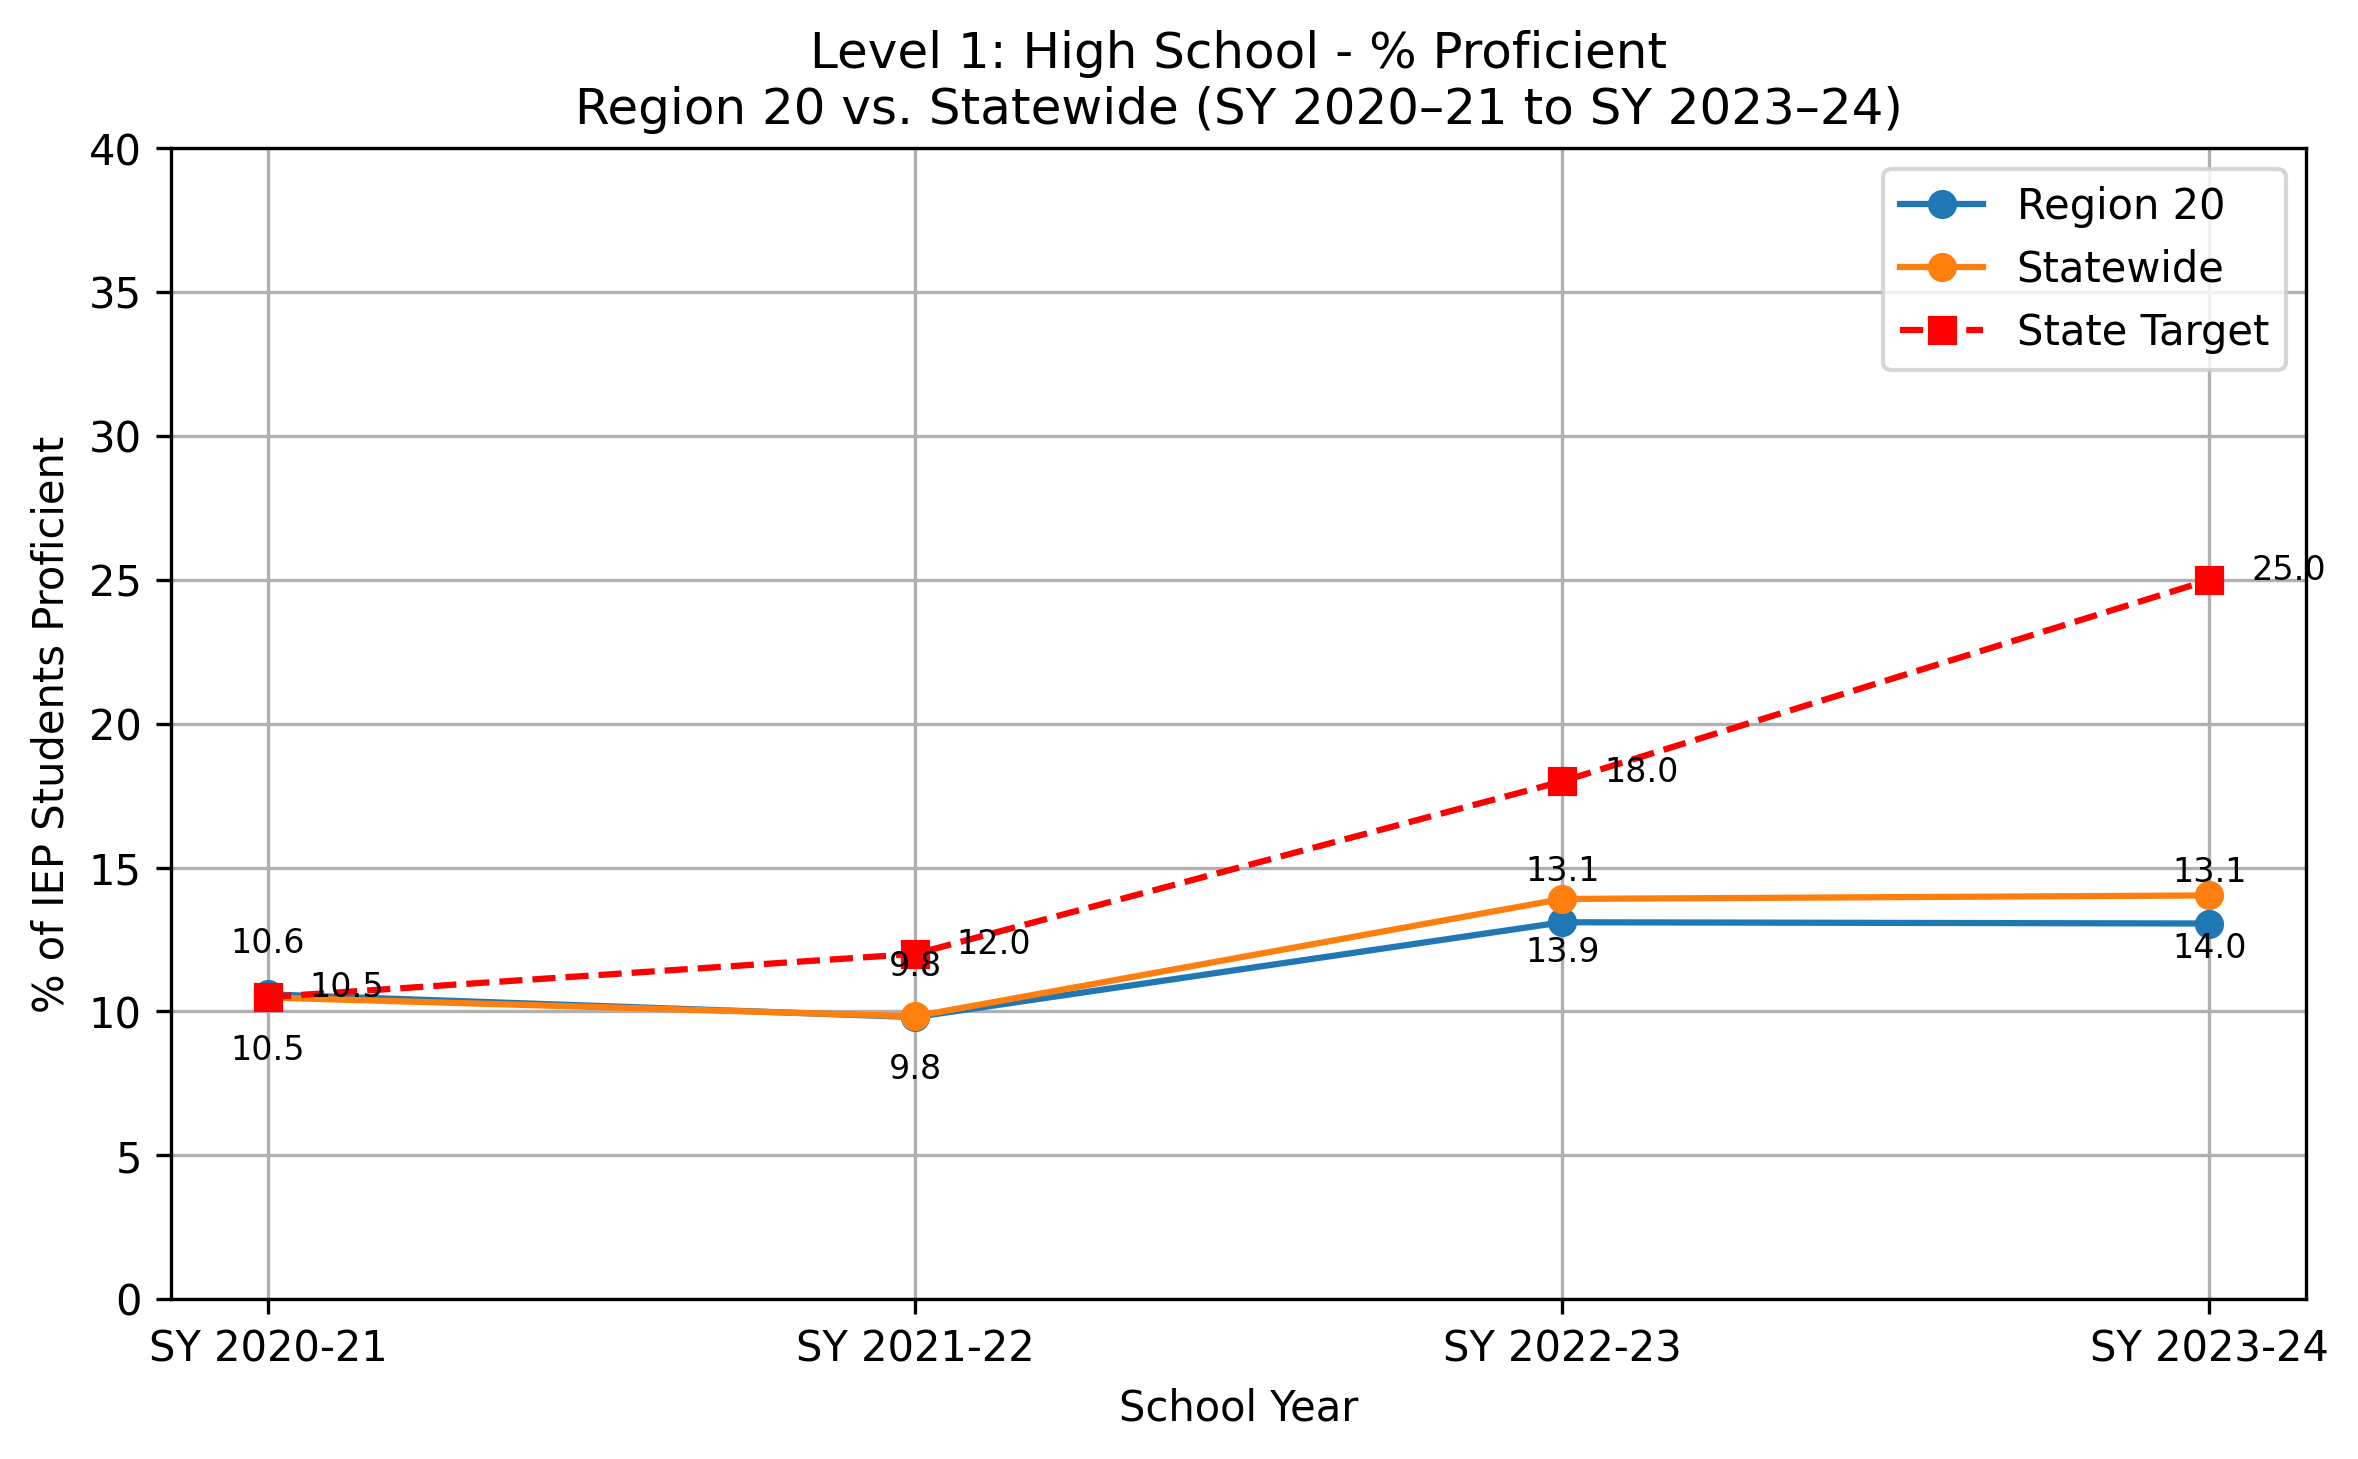 Level 1: High School - % Proficient
Region 20 vs. Statewide (SY 2020–21 to SY 2023–24)
% of IEP Students Proficient
40
35
30
25
20
15
10
5
0
Region 20
Statewide
State Target
25.0
18.0
13.1
13.1
10.6
12.0
13.9
14.0
9.8
10.5
10.5
9.8
SY 2020-21
SY 2021-22
SY 2022-23
SY 2023-24
School Year